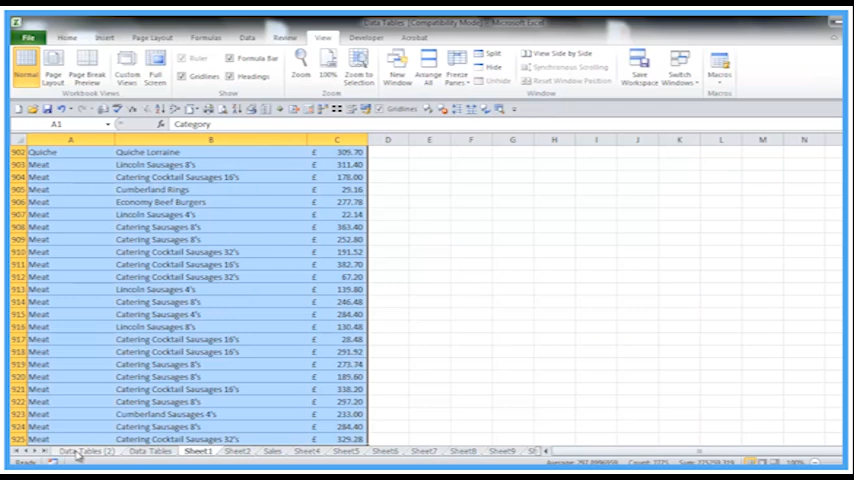 Data Tables [Compatibility Mode] - Microsoft Excel
File Home Insert Page Layout Formulas Data Review View Developer Acrobat
Normal Page Layout Page Break Preview Custom Views Full Screen
Workbook Views
Ruler Formula Bar
Gridlines Headings
Show
Zoom 100% Zoom to Selection
Zoom
New Window Arrange All Freeze Panes
Split
Hide
Unhide
View Side by Side
Synchronous Scrolling
Reset Window Position
Window
Save Workspace Switch Windows
Macros
Macros
Gridlines
A1 fx Category
A B C D E F G H I J K L M N
902 Quiche Quiche Lorraine £ 309.70
903 Meat Lincoln Sausages 8's £ 311.40
904 Meat Catering Cocktail Sausages 16's £ 178.00
905 Meat Cumberland Rings £ 29.16
906 Meat Economy Beef Burgers £ 277.78
907 Meat Lincoln Sausages 4's £ 22.14
908 Meat Catering Sausages 8's £ 363.40
909 Meat Catering Sausages 8's £ 252.80
910 Meat Catering Cocktail Sausages 32's £ 191.52
911 Meat Catering Cocktail Sausages 16's £ 382.70
912 Meat Catering Cocktail Sausages 32's £ 67.20
913 Meat Lincoln Sausages 4's £ 139.80
914 Meat Catering Sausages 8's £ 246.48
915 Meat Catering Sausages 4's £ 284.40
916 Meat Lincoln Sausages 8's £ 130.48
917 Meat Catering Cocktail Sausages 16's £ 28.48
918 Meat Catering Cocktail Sausages 16's £ 291.92
919 Meat Catering Sausages 8's £ 273.74
920 Meat Catering Sausages 8's £ 189.60
921 Meat Catering Cocktail Sausages 16's £ 338.20
922 Meat Catering Sausages 8's £ 297.20
923 Meat Cumberland Sausages 4's £ 233.00
924 Meat Catering Sausages 8's £ 284.40
925 Meat Catering Cocktail Sausages 32's £ 329.28
Data Tables (2) Data Tables Sheet1 Sheet2 Sales Sheet4 Sheet5 Sheet6 Sheet7 Sheet8 Sheet9 Sh
Ready Count: 2775 100%